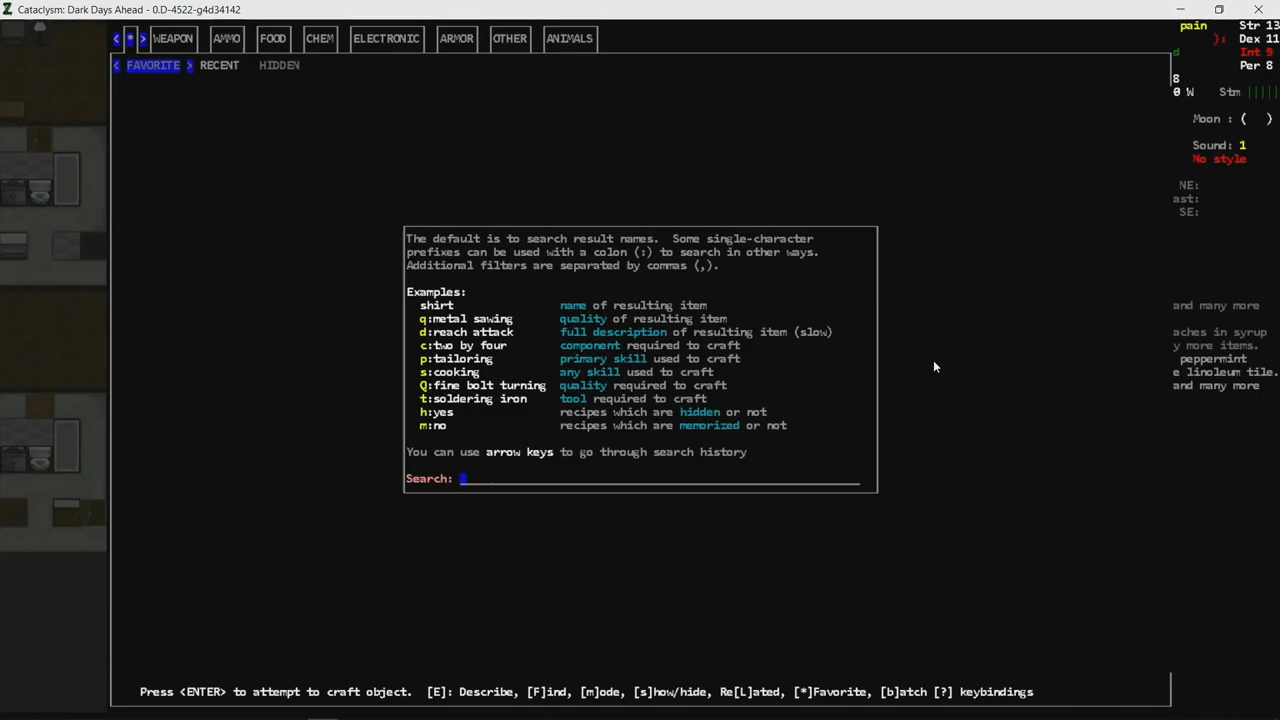 Cataclysm: Dark Days Ahead - 0.D-4522-g4d34142
< * > WEAPON AMMO FOOD CHEM ELECTRONIC ARMOR OTHER ANIMALS
< FAVORITE > RECENT HIDDEN
pain Str 13
): Dex 11
d Int 9
Per 8
8
0 W Stm |||||
Moon : ( )
Sound: 1
No style
NE:
ast:
SE:
The default is to search result names. Some single-character
prefixes can be used with a colon (:) to search in other ways.
Additional filters are separated by commas (,).
Examples:
shirt name of resulting item
q:metal sawing quality of resulting item
d:reach attack full description of resulting item (slow)
c:two by four component required to craft
p:tailoring primary skill used to craft
s:cooking any skill used to craft
Q:fine bolt turning quality required to craft
t:soldering iron tool required to craft
h:yes recipes which are hidden or not
m:no recipes which are memorized or not
You can use arrow keys to go through search history
Search:
and many more
aches in syrup
y more items.
peppermint
e linoleum tile.
and many more
Press <ENTER> to attempt to craft object. [E]: Describe, [F]ind, [m]ode, [s]how/hide, Re[L]ated, [*]Favorite, [b]atch [?] keybindings